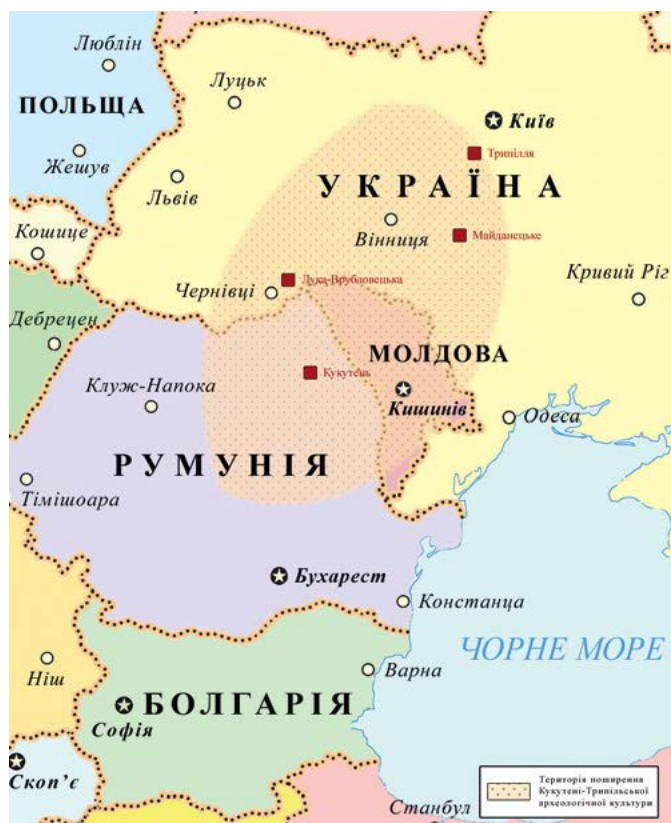 Люблін
ПОЛЬЩА
Луцьк
Київ
Жешув
Трипілля
Львів
УКРАЇНА
Кошице
Вінниця
Майданецьке
Лука-Врубловецька
Чернівці
Кривий Ріг
Дебрецен
МОЛДОВА
Кукутень
Клуж-Напока
Кишинів
Одеса
РУМУНІЯ
Тімішоара
Бухарест
Констанца
ЧОРНЕ МОРЕ
Ніш
Варна
БОЛГАРІЯ
Софія
Скоп'є
Станбул
Територія поширення
Кукутені-Трипільської
археологічної культури